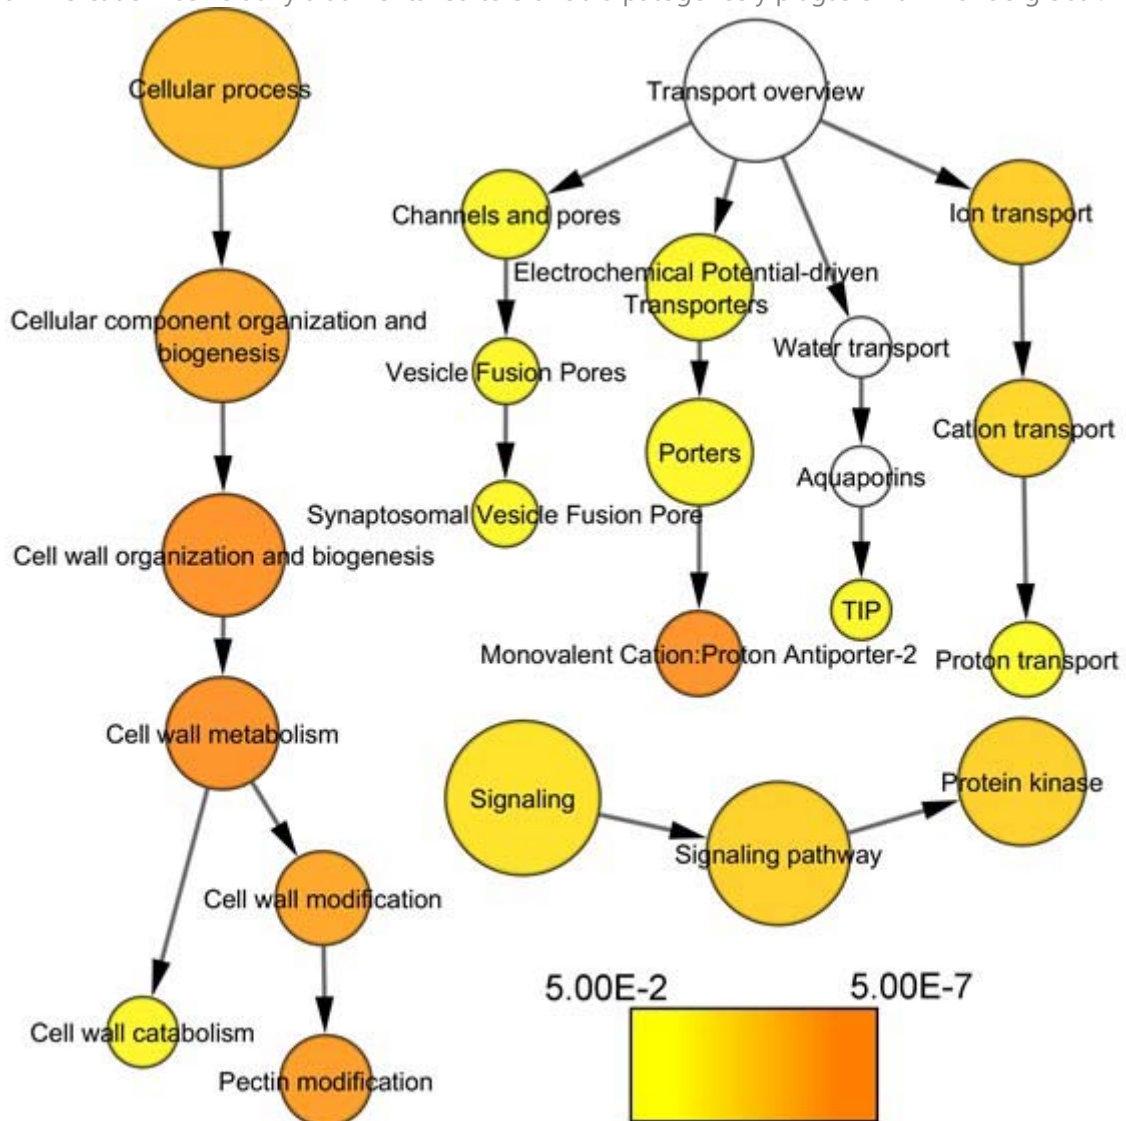 Cellular process
Transport overview
Channels and pores
Ion transport
Electrochemical Potential-driven
Transporters
Cellular component organization and
biogenesis
Water transport
Vesicle Fusion Pores
Cation transport
Porters
Aquaporins
Synaptosomal Vesicle Fusion Pore
Cell wall organization and biogenesis
TIP
Monovalent Cation:Proton Antiporter-2
Proton transport
Cell wall metabolism
Protein kinase
Signaling
Signaling pathway
Cell wall modification
5.00E-2
5.00E-7
Cell wall catabolism
Pectin modification